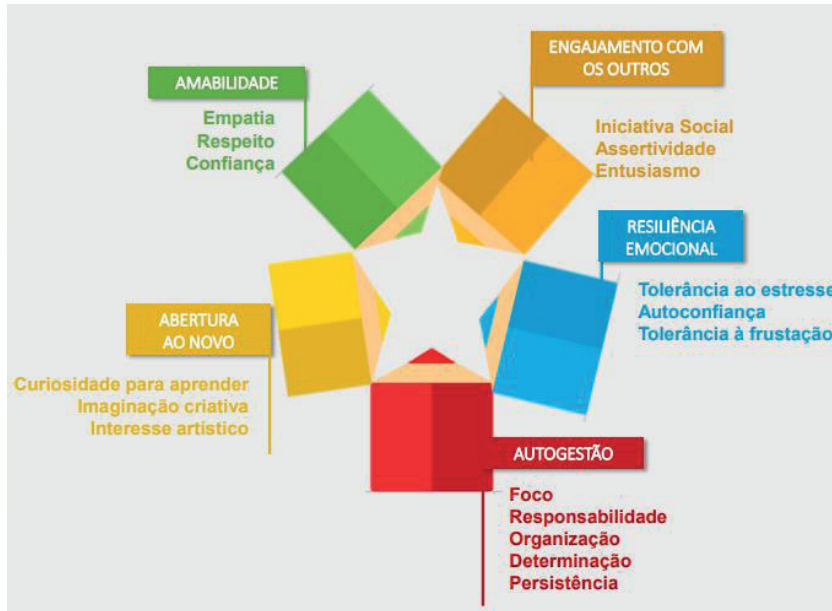 AMABILIDADE
Empatia
Respeito
Confiança
ENGAJAMENTO COM
OS OUTROS
Iniciativa Social
Assertividade
Entusiasmo
RESILIÊNCIA
EMOCIONAL
Tolerância ao estresse
Autoconfiança
Tolerância à frustação
ABERTURA
AO NOVO
Curiosidade para aprender
Imaginação criativa
Interesse artístico
AUTOGESTÃO
Foco
Responsabilidade
Organização
Determinação
Persistência